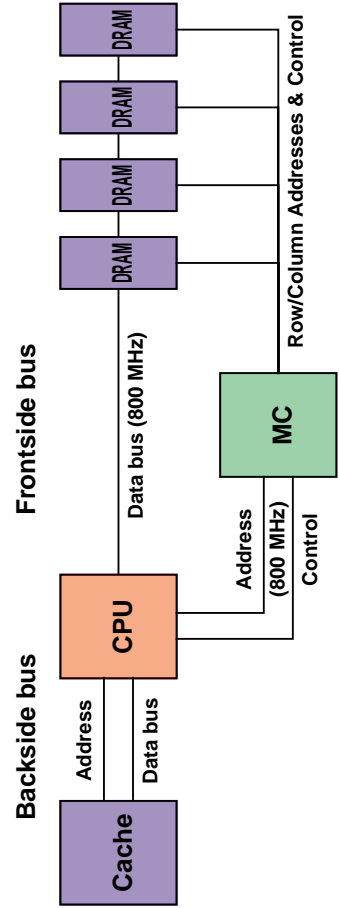 Backside bus
Frontside bus
Cache
Address
Data bus
CPU
Data bus (800 MHz)
DRAM
DRAM
DRAM
DRAM
Address
(800 MHz)
Control
MC
Row/Column Addresses & Control